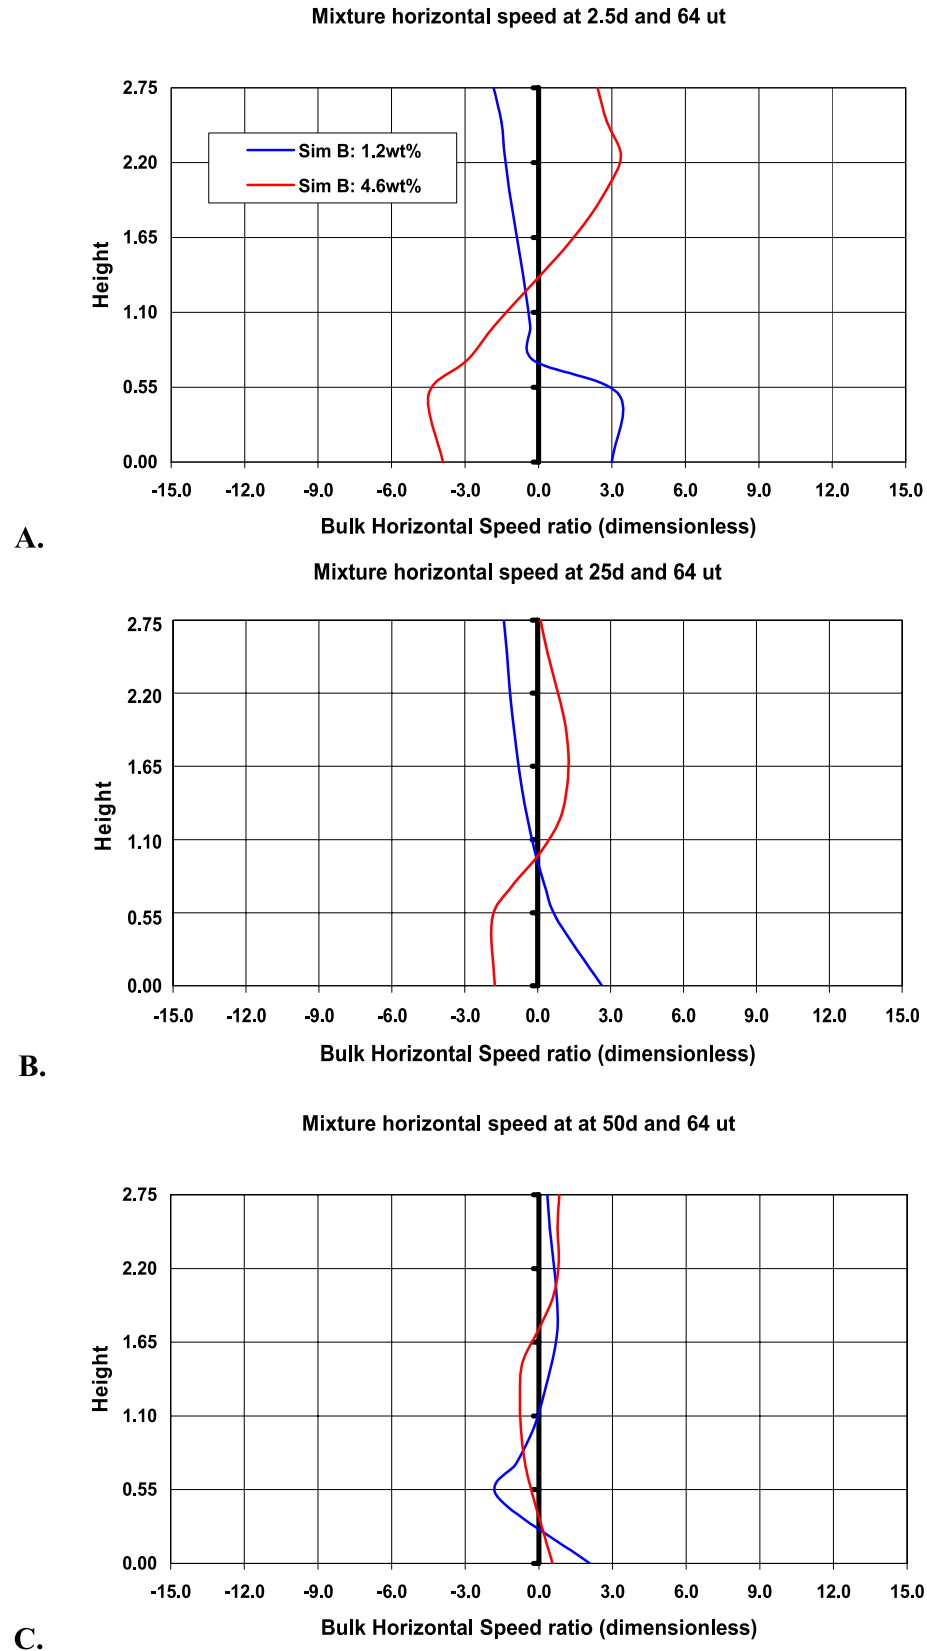 Mixture horizontal speed at 2.5d and 64 ut
2.75
2.20
1.65
1.10
0.55
0.00
Height
Sim B: 1.2wt%
Sim B: 4.6wt%
-15.0 -12.0 -9.0 -6.0 -3.0 0.0 3.0 6.0 9.0 12.0 15.0
Bulk Horizontal Speed ratio (dimensionless)
A.
Mixture horizontal speed at 25d and 64 ut
2.75
2.20
1.65
1.10
0.55
0.00
Height
-15.0 -12.0 -9.0 -6.0 -3.0 0.0 3.0 6.0 9.0 12.0 15.0
Bulk Horizontal Speed ratio (dimensionless)
B.
Mixture horizontal speed at at 50d and 64 ut
2.75
2.20
1.65
1.10
0.55
0.00
Height
-15.0 -12.0 -9.0 -6.0 -3.0 0.0 3.0 6.0 9.0 12.0 15.0
Bulk Horizontal Speed ratio (dimensionless)
C.